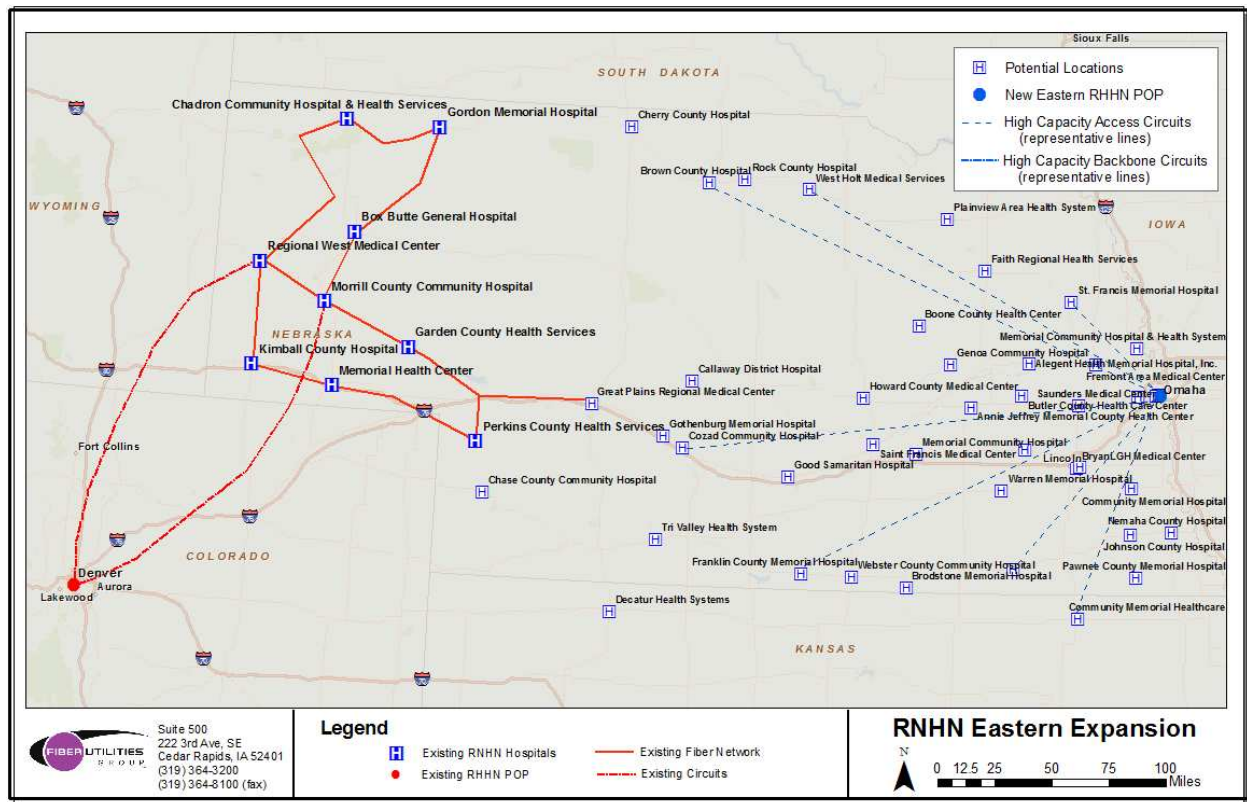 Sioux Falls
SOUTH DAKOTA
Potential Locations
New Eastern RHHN POP
High Capacity Access Circuits
(representative lines)
High Capacity Backbone Circuits
(representative lines)
Chadron Community Hospital & Health Services
Gordon Memorial Hospital
Cherry County Hospital
Brown County Hospital
Rock County Hospital
West Holt Medical Services
WYOMING
Plainview Area Health System
IOWA
Box Butte General Hospital
Regional West Medical Center
Faith Regional Health Services
Morrill County Community Hospital
St. Francis Memorial Hospital
NEBRASKA
Garden County Health Services
Boone County Health Center
Memorial Community Hospital & Health System
Kimball County Hospital
Genoa Community Hospital
Alegent Health Memorial Hospital, Inc.
Memorial Health Center
Callaway District Hospital
Fremont Area Medical Center
Great Plains Regional Medical Center
Howard County Medical Center
Saunders Medical Center
Omaha
Butler County Health Care Center
Annie Jeffrey Memorial County Health Center
Perkins County Health Services
Gothenburg Memorial Hospital
Cozad Community Hospital
Memorial Community Hospital
Saint Francis Medical Center
Lincoln
BryanLGH Medical Center
Fort Collins
Good Samaritan Hospital
Chase County Community Hospital
Warren Memorial Hospital
Community Memorial Hospital
Tri Valley Health System
Nemaha County Hospital
Johnson County Hospital
COLORADO
Franklin County Memorial Hospital
Webster County Community Hospital
Brodstone Memorial Hospital
Pawnee County Memorial Hospital
Denver
Aurora
Lakewood
Decatur Health Systems
Community Memorial Healthcare
KANSAS
FIBER UTILITIES
GROUP
Suite 500
222 3rd Ave, SE
Cedar Rapids, IA 52401
(319) 364-3200
(319) 364-8100 (fax)
Legend
Existing RNHN Hospitals
Existing Fiber Network
Existing RHHN POP
Existing Circuits
RNHN Eastern Expansion
N
0 12.5 25 50 75 100
Miles